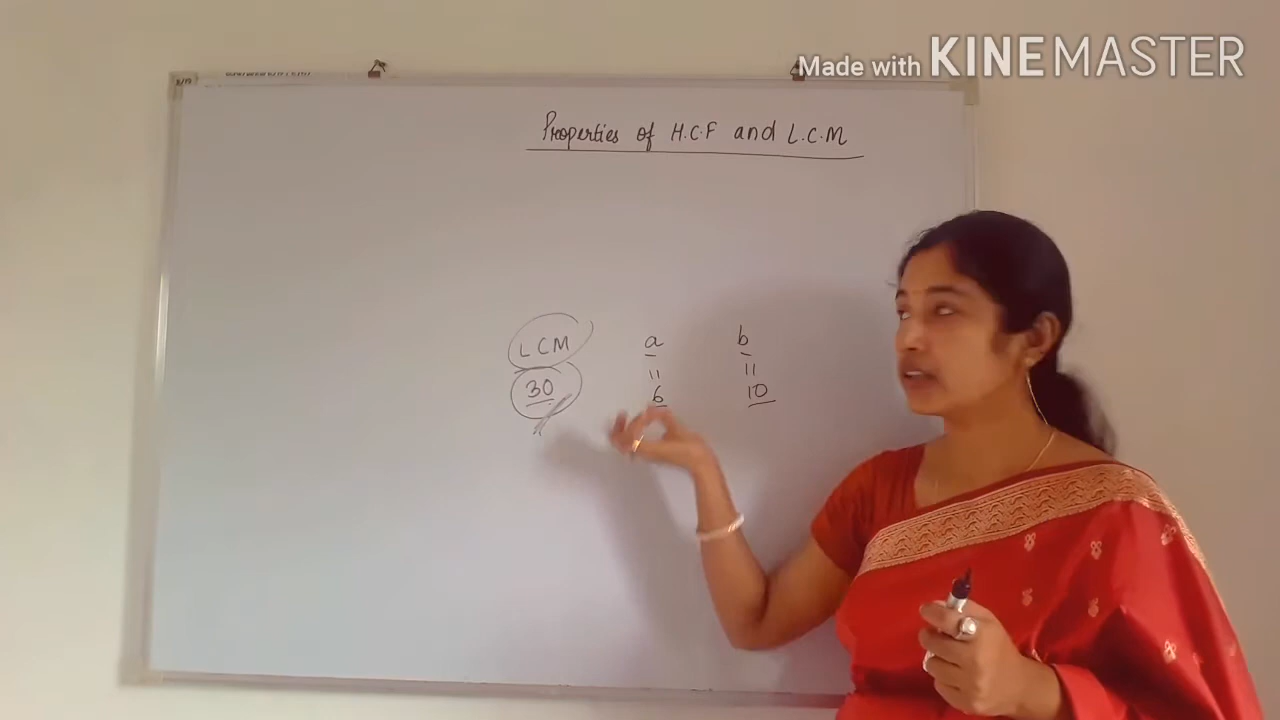 Made with KINEMASTER
Properties of H.C.F and L.C.M
LCM a b
30 6 10